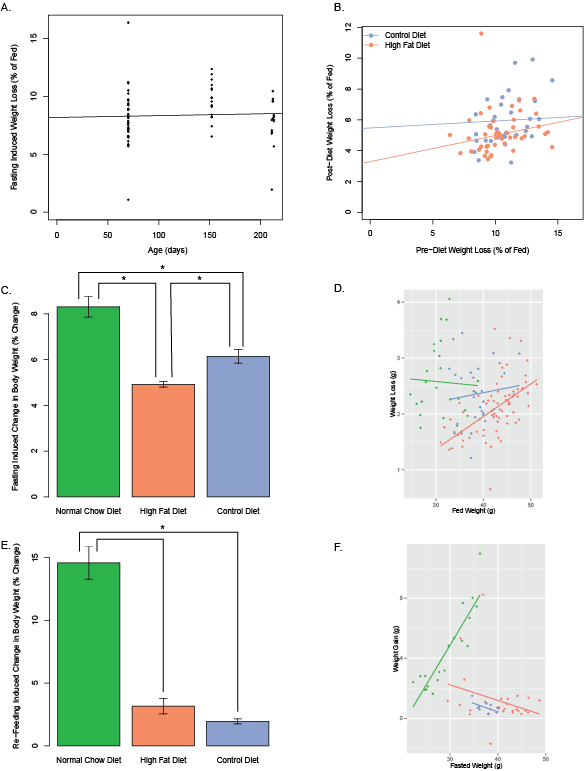 A.
Fasting Induced Weight Loss (% of Fed)
15
10
5
0
0 50 100 150 200
Age (days)
B.
Control Diet
High Fat Diet
Post-Diet Weight Loss (% of Fed)
12
10
8
6
4
2
0
0 5 10 15
Pre-Diet Weight Loss (% of Fed)
C.
Fasting Induced Change in Body Weight (% Change)
8
6
4
2
0
* * *
Normal Chow Diet High Fat Diet Control Diet
D.
Weight Loss (g)
4
3
2
1
30 40 50
Fed Weight (g)
E.
Re-Feeding Induced Change in Body Weight (% Change)
15
10
5
0
*
Normal Chow Diet High Fat Diet Control Diet
F.
Weight Gain (g)
8
4
0
30 40 50
Fasted Weight (g)